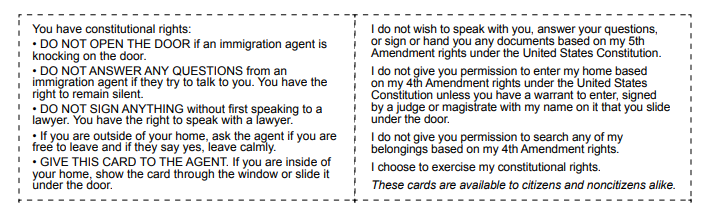 You have constitutional rights:
• DO NOT OPEN THE DOOR if an immigration agent is
knocking on the door.
• DO NOT ANSWER ANY QUESTIONS from an
immigration agent if they try to talk to you. You have the
right to remain silent.
• DO NOT SIGN ANYTHING without first speaking to a
lawyer. You have the right to speak with a lawyer.
• If you are outside of your home, ask the agent if you are
free to leave and if they say yes, leave calmly.
• GIVE THIS CARD TO THE AGENT. If you are inside of
your home, show the card through the window or slide it
under the door.
I do not wish to speak with you, answer your questions,
or sign or hand you any documents based on my 5th
Amendment rights under the United States Constitution.
I do not give you permission to enter my home based
on my 4th Amendment rights under the United States
Constitution unless you have a warrant to enter, signed
by a judge or magistrate with my name on it that you slide
under the door.
I do not give you permission to search any of my
belongings based on my 4th Amendment rights.
I choose to exercise my constitutional rights.
These cards are available to citizens and noncitizens alike.